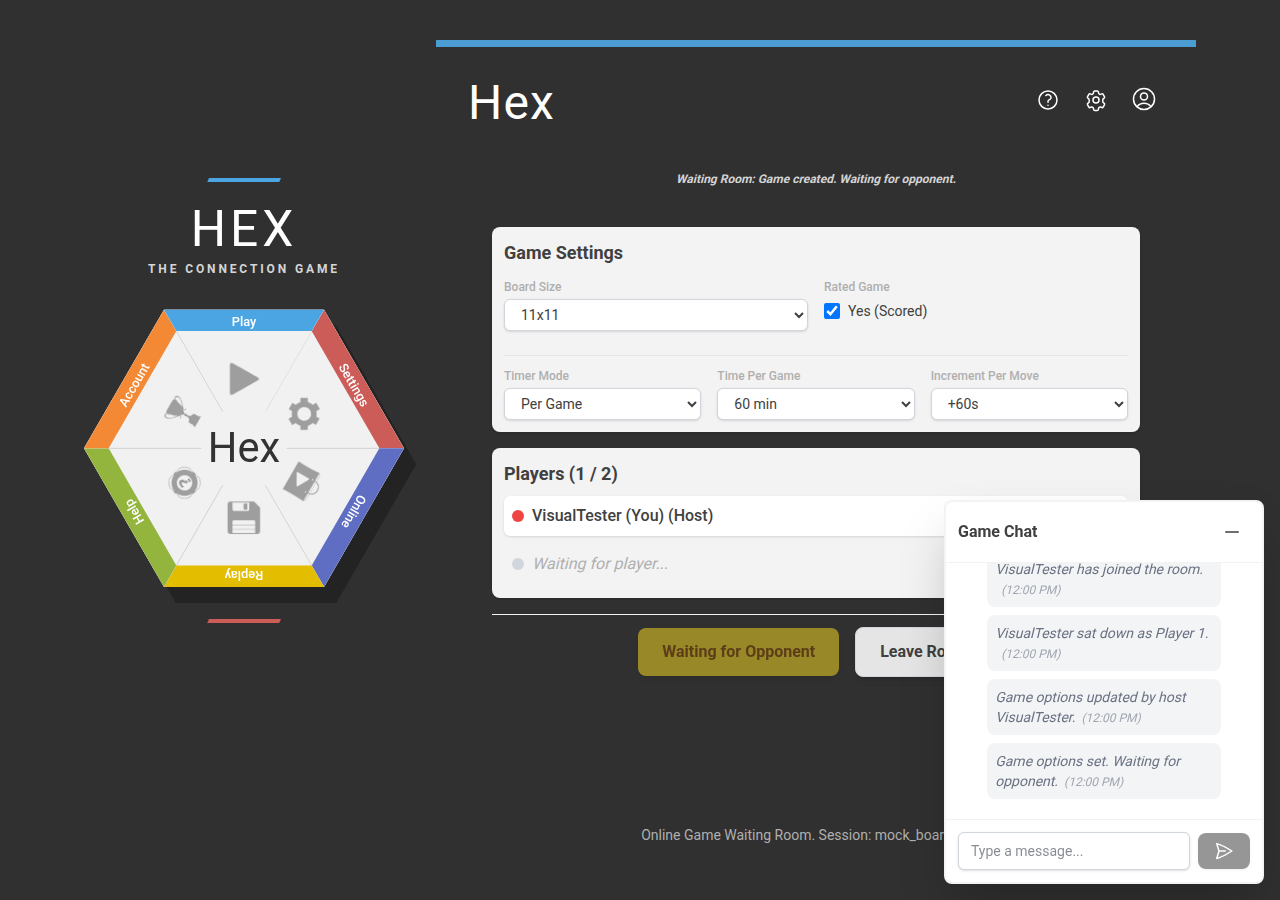 Hex
Waiting Room: Game created. Waiting for opponent.
HEX
THE CONNECTION GAME
Play
Settings
Online
Replay
Help
Account
Hex
Game Settings
Board Size
Rated Game
11x11
Yes (Scored)
Timer Mode
Time Per Game
Increment Per Move
Per Game
60 min
+60s
Players (1 / 2)
VisualTester (You) (Host)
Waiting for player...
Waiting for Opponent
Leave Ro
Online Game Waiting Room. Session: mock_boar
Game Chat
VisualTester has joined the room.
(12:00 PM)
VisualTester sat down as Player 1.
(12:00 PM)
Game options updated by host
VisualTester. (12:00 PM)
Game options set. Waiting for
opponent. (12:00 PM)
Type a message...